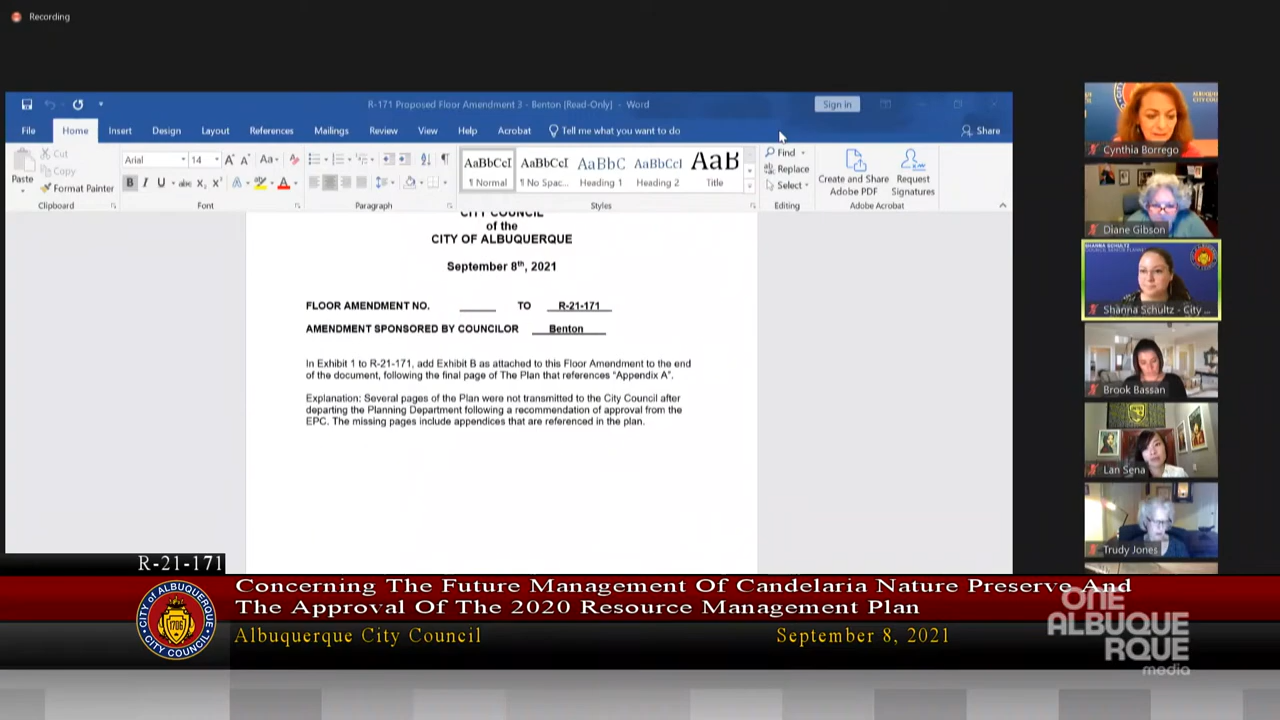 Recording
R-171 Proposed Floor Amendment 3 - Benton [Read-Only] - Word
Sign in
File Home Insert Design Layout References Mailings Review View Help Acrobat Tell me what you want to do Share
Paste
Cut
Copy
Format Painter
Clipboard
Arial 14
Font
Paragraph
AaBbCcI AaBbCcI AaBbC AaBbCcI AaB
¶ Normal ¶ No Spac... Heading 1 Heading 2 Title
Styles
Find
Replace
Select
Editing
Create and Share
Adobe PDF
Request
Signatures
Adobe Acrobat
CITY COUNCIL
of the
CITY OF ALBUQUERQUE
September 8th, 2021
FLOOR AMENDMENT NO. ______ TO R-21-171
AMENDMENT SPONSORED BY COUNCILOR Benton
In Exhibit 1 to R-21-171, add Exhibit B as attached to this Floor Amendment to the end
of the document, following the final page of The Plan that references “Appendix A”.
Explanation: Several pages of the Plan were not transmitted to the City Council after
departing the Planning Department following a recommendation of approval from the
EPC. The missing pages include appendices that are referenced in the plan.
Cynthia Borrego
Diane Gibson
SHANNA SCHULTZ
Shanna Schultz - City ...
Brook Bassan
Lan Sena
Trudy Jones
R-21-171
Concerning The Future Management Of Candelaria Nature Preserve And
The Approval Of The 2020 Resource Management Plan
Albuquerque City Council
September 8, 2021
CITY OF ALBUQUERQUE
1706
CITY COUNCIL
ONE
ALBUQUE
RQUE
media